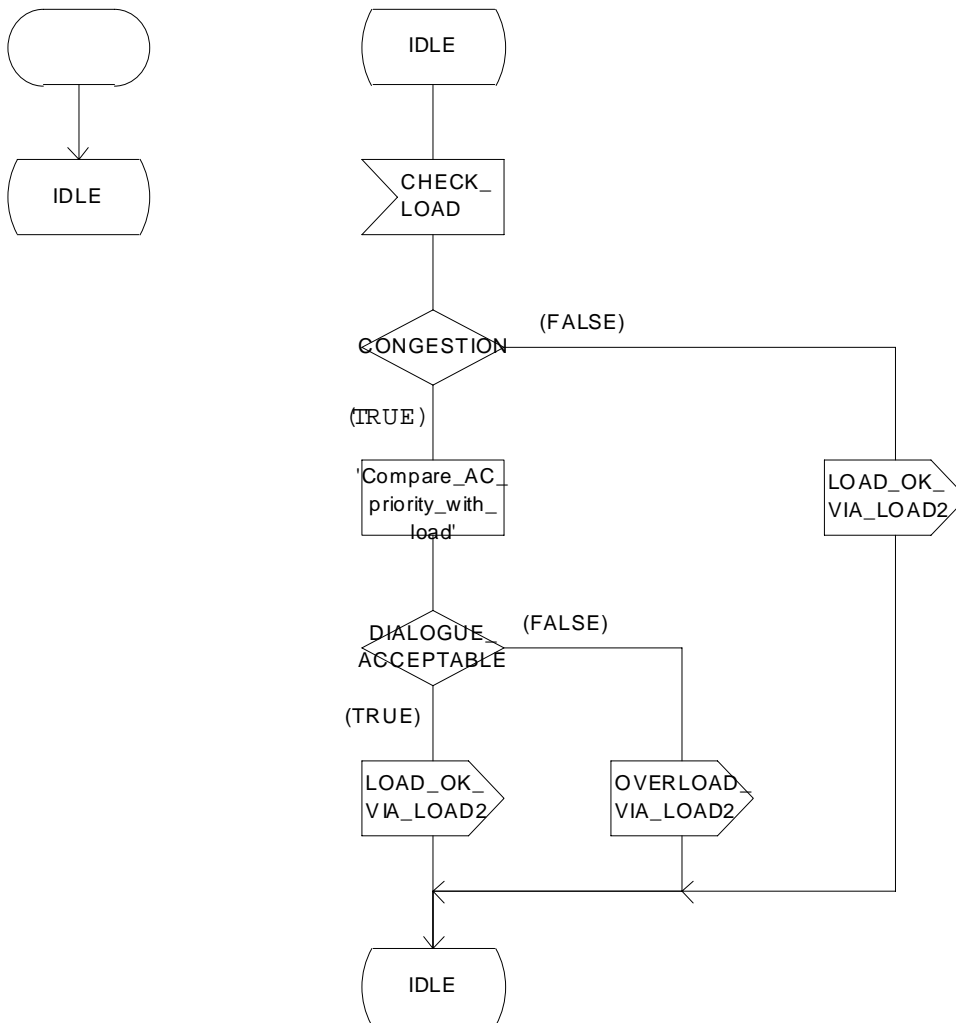 IDLE
IDLE
CHECK_
LOAD
(FALSE)
CONGESTION
(TRUE)
'Compare_AC_
priority_with_
load'
LOAD_OK_
VIA_LOAD2
(FALSE)
DIALOGUE_
ACCEPTABLE
(TRUE)
LOAD_OK_
VIA_LOAD2
OVERLOAD_
VIA_LOAD2
IDLE